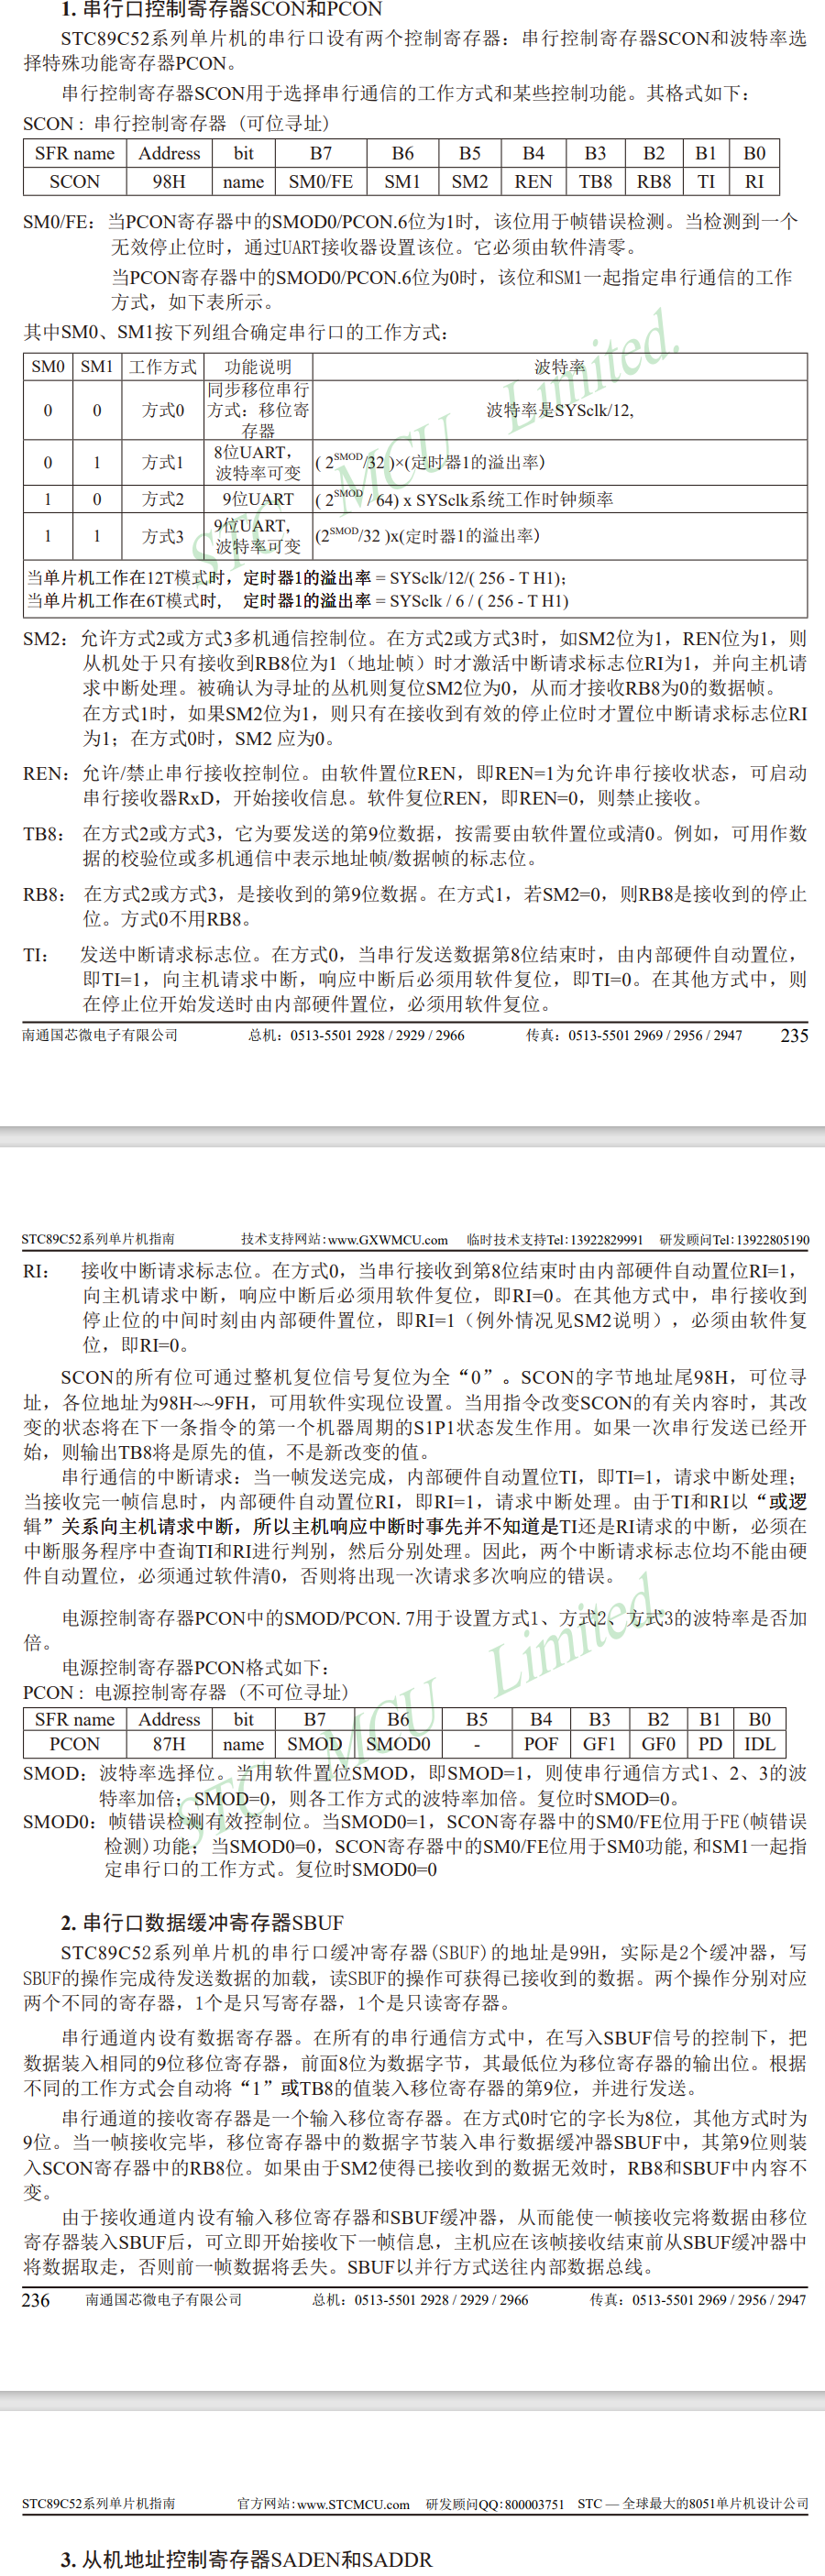 1. 串行口控制寄存器SCON和PCON
STC89C52系列单片机的串行口设有两个控制寄存器：串行控制寄存器SCON和波特率选
择特殊功能寄存器PCON。
串行控制寄存器SCON用于选择串行通信的工作方式和某些控制功能。其格式如下：
SCON : 串行控制寄存器 (可位寻址)
SFR name Address bit B7 B6 B5 B4 B3 B2 B1 B0
SCON 98H name SM0/FE SM1 SM2 REN TB8 RB8 TI RI
SM0/FE：当PCON寄存器中的SMOD0/PCON.6位为1时，该位用于帧错误检测。当检测到一个
无效停止位时，通过UART接收器设置该位。它必须由软件清零。
当PCON寄存器中的SMOD0/PCON.6位为0时，该位和SM1一起指定串行通信的工作
方式，如下表所示。
其中SM0、SM1按下列组合确定串行口的工作方式：
SM0 SM1 工作方式 功能说明 波特率
0 0 方式0 同步移位串行方式：移位寄存器 波特率是SYSclk/12,
0 1 方式1 8位UART，波特率可变 ( 2^SMOD/32 )×(定时器1的溢出率)
1 0 方式2 9位UART ( 2^SMOD / 64) x SYSclk系统工作时钟频率
1 1 方式3 9位UART，波特率可变 (2^SMOD/32 )x(定时器1的溢出率)
当单片机工作在12T模式时，定时器1的溢出率 = SYSclk/12/( 256 - T H1);
当单片机工作在6T模式时， 定时器1的溢出率 = SYSclk / 6 / ( 256 - T H1)
SM2：允许方式2或方式3多机通信控制位。在方式2或方式3时，如SM2位为1，REN位为1，则
从机处于只有接收到RB8位为1（地址帧）时才激活中断请求标志位RI为1，并向主机请
求中断处理。被确认为寻址的丛机则复位SM2位为0，从而才接收RB8为0的数据帧。
在方式1时，如果SM2位为1，则只有在接收到有效的停止位时才置位中断请求标志位RI
为1；在方式0时，SM2 应为0。
REN：允许/禁止串行接收控制位。由软件置位REN，即REN=1为允许串行接收状态，可启动
串行接收器RxD，开始接收信息。软件复位REN，即REN=0，则禁止接收。
TB8： 在方式2或方式3，它为要发送的第9位数据，按需要由软件置位或清0。例如，可用作数
据的校验位或多机通信中表示地址帧/数据帧的标志位。
RB8： 在方式2或方式3，是接收到的第9位数据。在方式1，若SM2=0，则RB8是接收到的停止
位。方式0不用RB8。
TI： 发送中断请求标志位。在方式0，当串行发送数据第8位结束时，由内部硬件自动置位，
即TI=1，向主机请求中断，响应中断后必须用软件复位，即TI=0。在其他方式中，则
在停止位开始发送时由内部硬件置位，必须用软件复位。
南通国芯微电子有限公司 总机：0513-5501 2928 / 2929 / 2966 传真：0513-5501 2969 / 2956 / 2947 235
STC89C52系列单片机指南 技术支持网站:www.GXWMCU.com 临时技术支持Tel:13922829991 研发顾问Tel:13922805190
RI： 接收中断请求标志位。在方式0，当串行接收到第8位结束时由内部硬件自动置位RI=1，
向主机请求中断，响应中断后必须用软件复位，即RI=0。在其他方式中，串行接收到
停止位的中间时刻由内部硬件置位，即RI=1（例外情况见SM2说明），必须由软件复
位，即RI=0。
SCON的所有位可通过整机复位信号复位为全“0”。SCON的字节地址尾98H，可位寻
址，各位地址为98H~~9FH，可用软件实现位设置。当用指令改变SCON的有关内容时，其改
变的状态将在下一条指令的第一个机器周期的S1P1状态发生作用。如果一次串行发送已经开
始，则输出TB8将是原先的值，不是新改变的值。
串行通信的中断请求：当一帧发送完成，内部硬件自动置位TI，即TI=1，请求中断处理；
当接收完一帧信息时，内部硬件自动置位RI，即RI=1，请求中断处理。由于TI和RI以“或逻
辑”关系向主机请求中断，所以主机响应中断时事先并不知道是TI还是RI请求的中断，必须在
中断服务程序中查询TI和RI进行判别，然后分别处理。因此，两个中断请求标志位均不能由硬
件自动置位，必须通过软件清0，否则将出现一次请求多次响应的错误。
电源控制寄存器PCON中的SMOD/PCON.7用于设置方式1、方式2、方式3的波特率是否加
倍。
电源控制寄存器PCON格式如下：
PCON : 电源控制寄存器 (不可位寻址)
SFR name Address bit B7 B6 B5 B4 B3 B2 B1 B0
PCON 87H name SMOD SMOD0 - POF GF1 GF0 PD IDL
SMOD：波特率选择位。当用软件置位SMOD，即SMOD=1，则使串行通信方式1、2、3的波
特率加倍；SMOD=0，则各工作方式的波特率加倍。复位时SMOD=0。
SMOD0：帧错误检测有效控制位。当SMOD0=1，SCON寄存器中的SM0/FE位用于FE(帧错误
检测)功能；当SMOD0=0，SCON寄存器中的SM0/FE位用于SM0功能,和SM1一起指
定串行口的工作方式。复位时SMOD0=0
2. 串行口数据缓冲寄存器SBUF
STC89C52系列单片机的串行口缓冲寄存器(SBUF)的地址是99H，实际是2个缓冲器，写
SBUF的操作完成待发送数据的加载，读SBUF的操作可获得已接收到的数据。两个操作分别对应
两个不同的寄存器，1个是只写寄存器，1个是只读寄存器。
串行通道内设有数据寄存器。在所有的串行通信方式中，在写入SBUF信号的控制下，把
数据装入相同的9位移位寄存器，前面8位为数据字节，其最低位为移位寄存器的输出位。根据
不同的工作方式会自动将“1”或TB8的值装入移位寄存器的第9位，并进行发送。
串行通道的接收寄存器是一个输入移位寄存器。在方式0时它的字长为8位，其他方式时为
9位。当一帧接收完毕，移位寄存器中的数据字节装入串行数据缓冲器SBUF中，其第9位则装
入SCON寄存器中的RB8位。如果由于SM2使得已接收到的数据无效时，RB8和SBUF中内容不
变。
由于接收通道内设有输入移位寄存器和SBUF缓冲器，从而能使一帧接收完将数据由移位
寄存器装入SBUF后，可立即开始接收下一帧信息，主机应在该帧接收结束前从SBUF缓冲器中
将数据取走，否则前一帧数据将丢失。SBUF以并行方式送往内部数据总线。
236 南通国芯微电子有限公司 总机：0513-5501 2928 / 2929 / 2966 传真：0513-5501 2969 / 2956 / 2947
STC89C52系列单片机指南 官方网站:www.STCMCU.com 研发顾问QQ:800003751 STC — 全球最大的8051单片机设计公司
3. 从机地址控制寄存器SADEN和SADDR
STC MCU Limited.
STC MCU Limited.